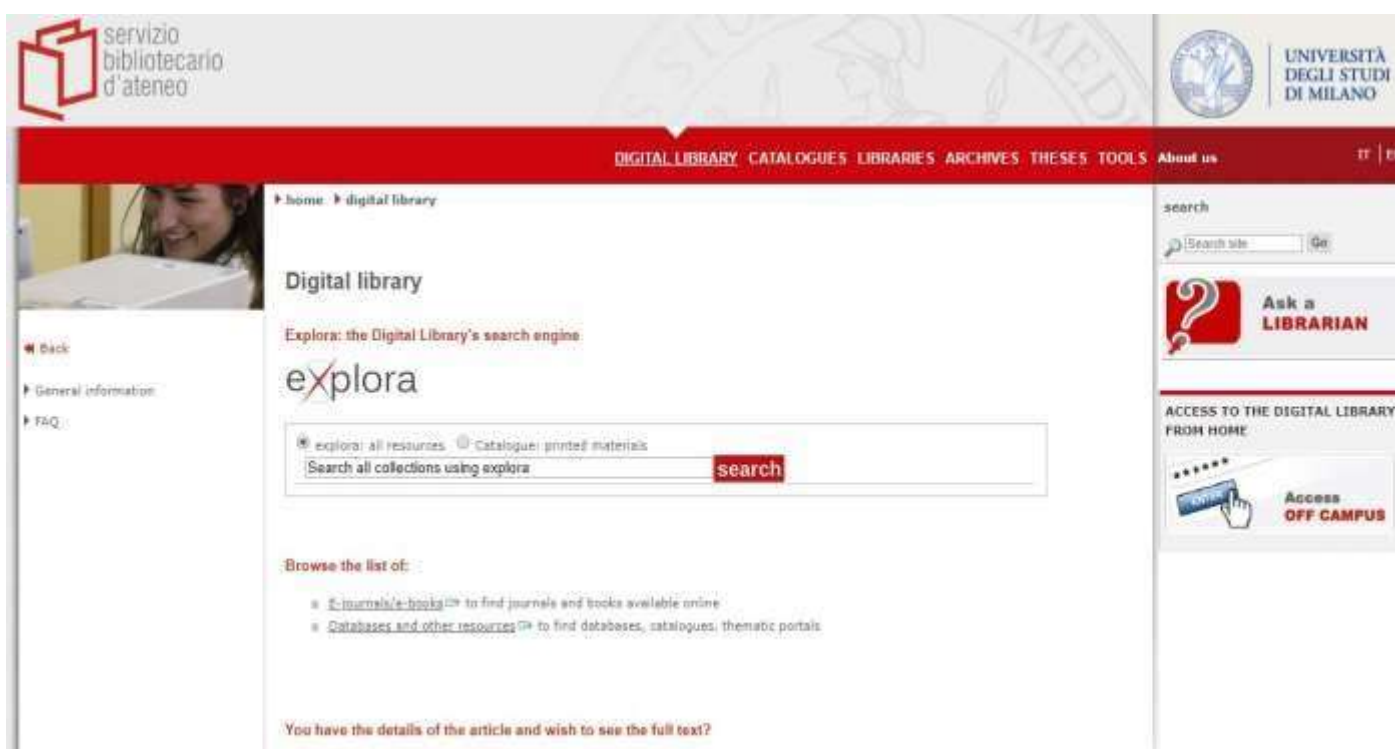 servizio
bibliotecario
d'ateneo
UNIVERSITÀ
DEGLI STUDI
DI MILANO
DIGITAL LIBRARY CATALOGUES LIBRARIES ARCHIVES THESES TOOLS About us IT
home digital library
search
Search site Go
Digital library
Ask a
LIBRARIAN
Explora: the Digital Library's search engine
Back
explora
General information
FAQ
ACCESS TO THE DIGITAL LIBRARY
FROM HOME
explora: all resources Catalogue: printed materials
Search all collections using explora search
Access
OFF CAMPUS
Browse the list of:
E-journals/e-books to find journals and books available online
Databases and other resources to find databases, catalogues, thematic portals
You have the details of the article and wish to see the full text?